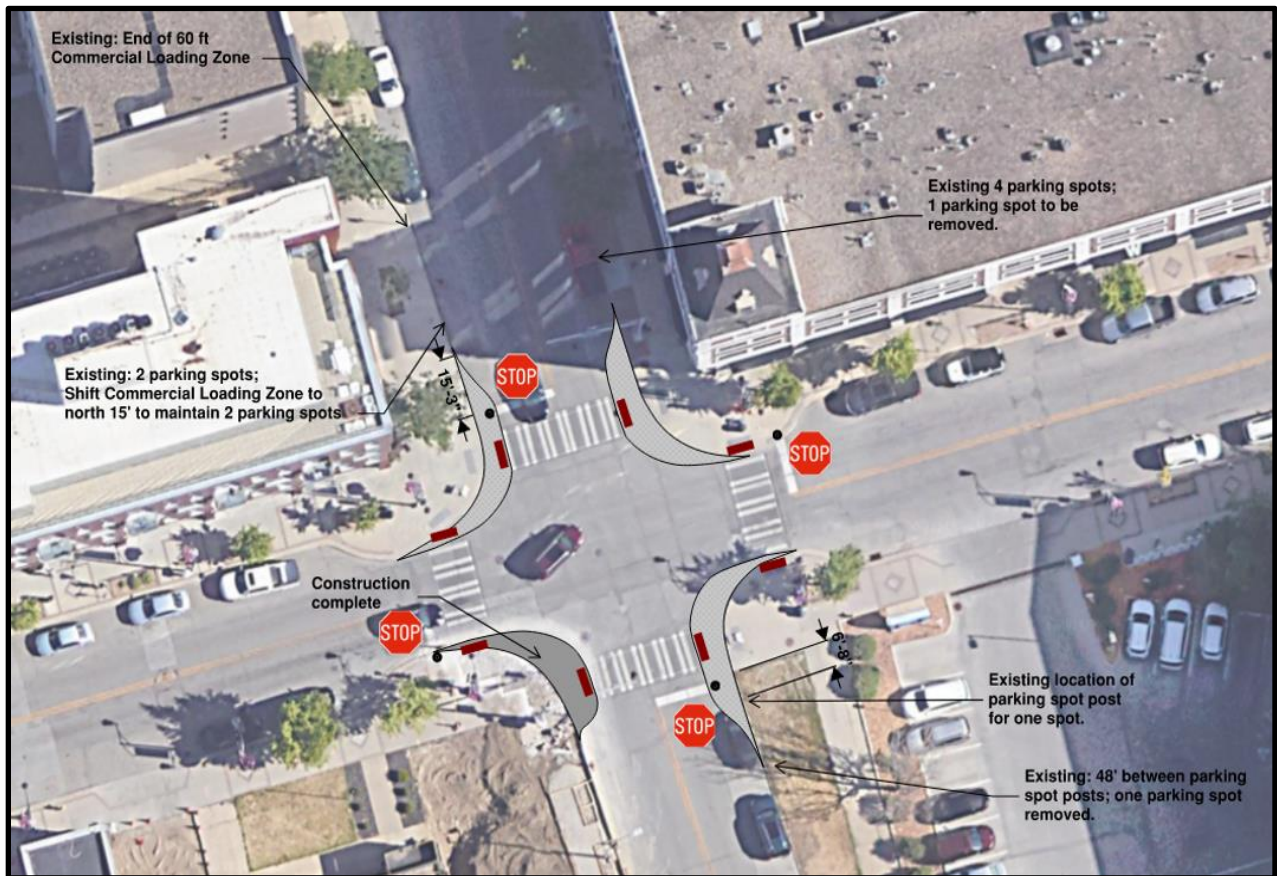 Existing: End of 60 ft
Commercial Loading Zone
Existing 4 parking spots;
1 parking spot to be
removed.
Existing: 2 parking spots;
Shift Commercial Loading Zone to
north 15' to maintain 2 parking spots
15'-3"
STOP
STOP
Construction
complete
STOP
6'-8"
STOP
Existing location of
parking spot post
for one spot.
Existing: 48' between parking
spot posts; one parking spot
removed.